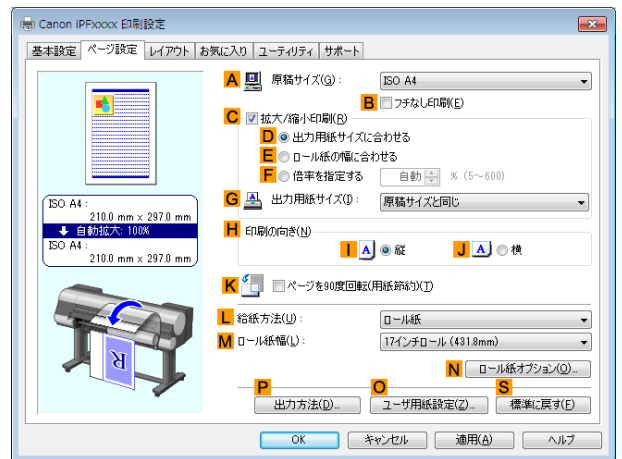 Canon iPFxxxx 印刷設定
基本設定 ページ設定 レイアウト お気に入り ユーティリティ サポート
A 原稿サイズ(G): ISO A4
B フチなし印刷(E)
C 拡大/縮小印刷(R)
D 出力用紙サイズに合わせる
E ロール紙の幅に合わせる
F 倍率を指定する 自動 % (5~600)
G 出力用紙サイズ(I): 原稿サイズと同じ
ISO A4 :
210.0 mm x 297.0 mm
自動拡大: 100%
ISO A4 :
210.0 mm x 297.0 mm
H 印刷の向き(N)
I A 縦 J A 横
K ページを90度回転(用紙節約)(T)
L 給紙方法(U): ロール紙
M ロール紙幅(L): 17インチロール (431.8mm)
N ロール紙オプション(O)...
P O S
出力方法(D)... ユーザ用紙設定(Z)... 標準に戻す(F)
R
OK キャンセル 適用(A) ヘルプ